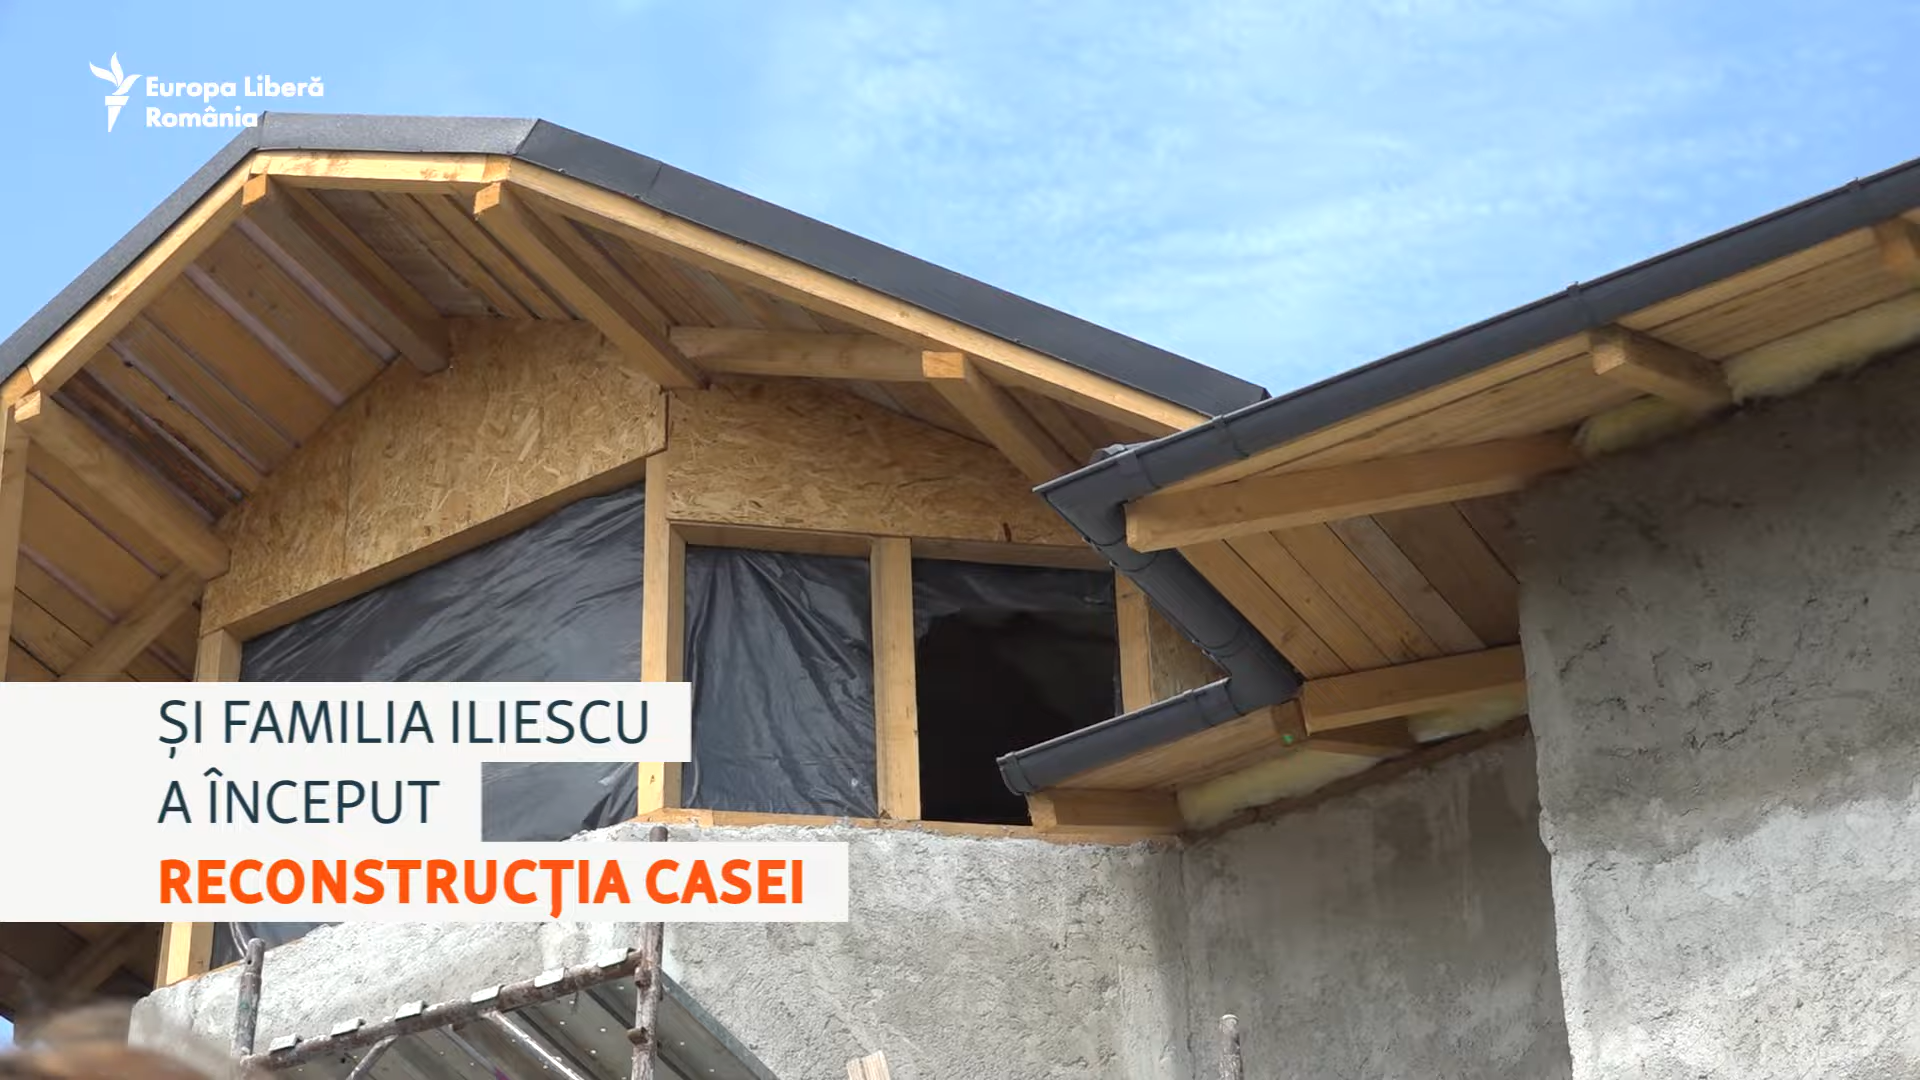 Europa Liberă
România
ȘI FAMILIA ILIESCU
A ÎNCEPUT
RECONSTRUCȚIA CASEI